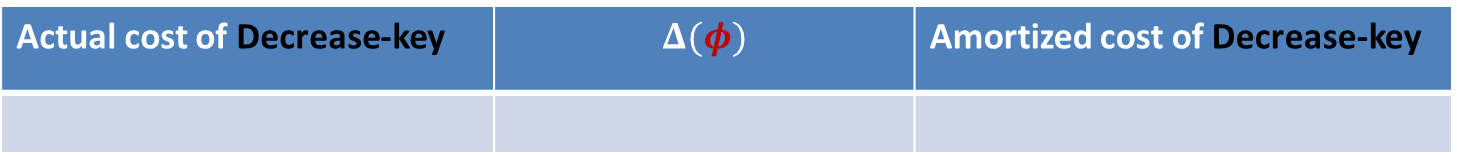 Actual cost of Decrease-key
Δ(𝝓)
Amortized cost of Decrease-key